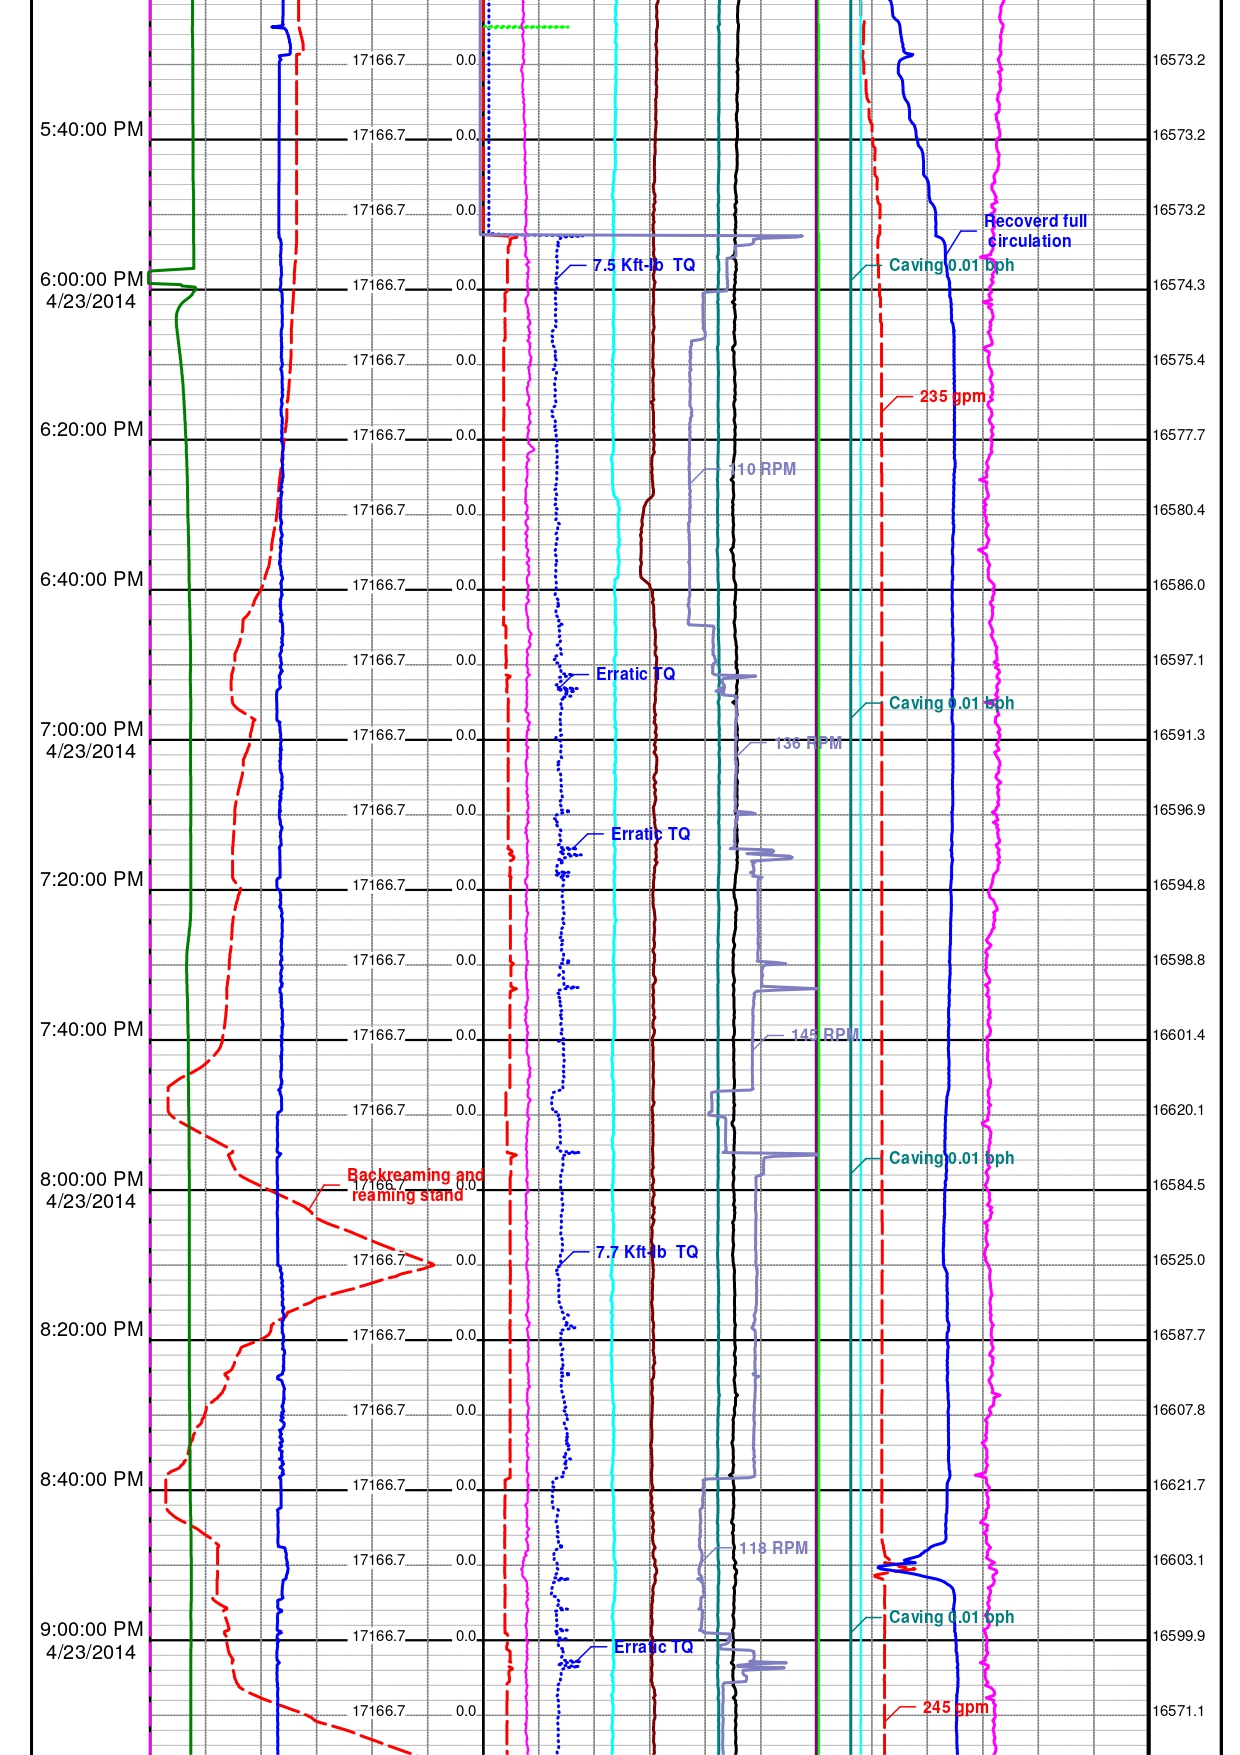 17166.7 0.0 16573.2
5:40:00 PM 17166.7 0.0 16573.2
17166.7 0.0 16573.2
Recoverd full
circulation
7.5 Kft-lb TQ Caving 0.01 bph
6:00:00 PM 17166.7 0.0 16574.3
4/23/2014
17166.7 0.0 16575.4
235 gpm
6:20:00 PM 17166.7 0.0 16577.7
110 RPM
17166.7 0.0 16580.4
6:40:00 PM 17166.7 0.0 16586.0
17166.7 0.0 16597.1
Erratic TQ
Caving 0.01 bph
7:00:00 PM 17166.7 0.0 16591.3
4/23/2014 136 RPM
17166.7 0.0 16596.9
Erratic TQ
7:20:00 PM 17166.7 0.0 16594.8
17166.7 0.0 16598.8
7:40:00 PM 17166.7 0.0 16601.4
145 RPM
17166.7 0.0 16620.1
Caving 0.01 bph
Backreaming and
8:00:00 PM 17166.7 0.0 16584.5
reaming stand
4/23/2014
7.7 Kft-lb TQ
17166.7 0.0 16525.0
8:20:00 PM 17166.7 0.0 16587.7
17166.7 0.0 16607.8
8:40:00 PM 17166.7 0.0 16621.7
118 RPM
17166.7 0.0 16603.1
Caving 0.01 bph
9:00:00 PM 17166.7 0.0 16599.9
4/23/2014 Erratic TQ
245 gpm
17166.7 0.0 16571.1